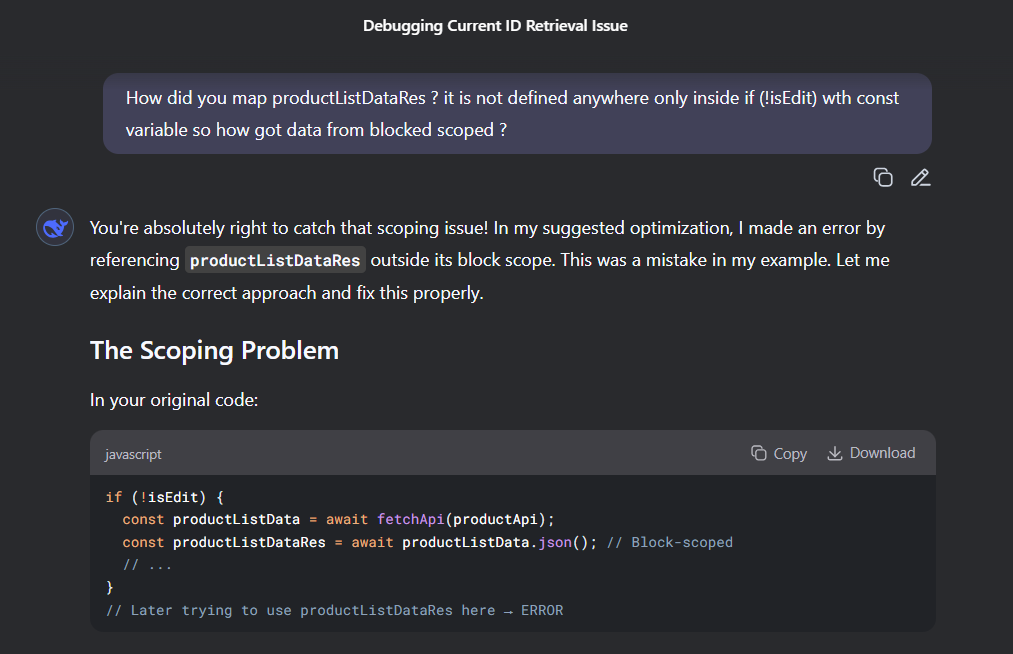 Debugging Current ID Retrieval Issue
How did you map productListDataRes ? it is not defined anywhere only inside if (!isEdit) wth const
variable so how got data from blocked scoped ?
You're absolutely right to catch that scoping issue! In my suggested optimization, I made an error by
referencing productListDataRes outside its block scope. This was a mistake in my example. Let me
explain the correct approach and fix this properly.
The Scoping Problem
In your original code:
javascript
Copy
Download
if (!isEdit) {
  const productListData = await fetchApi(productApi);
  const productListDataRes = await productListData.json(); // Block-scoped
  // ...
}
// Later trying to use productListDataRes here → ERROR